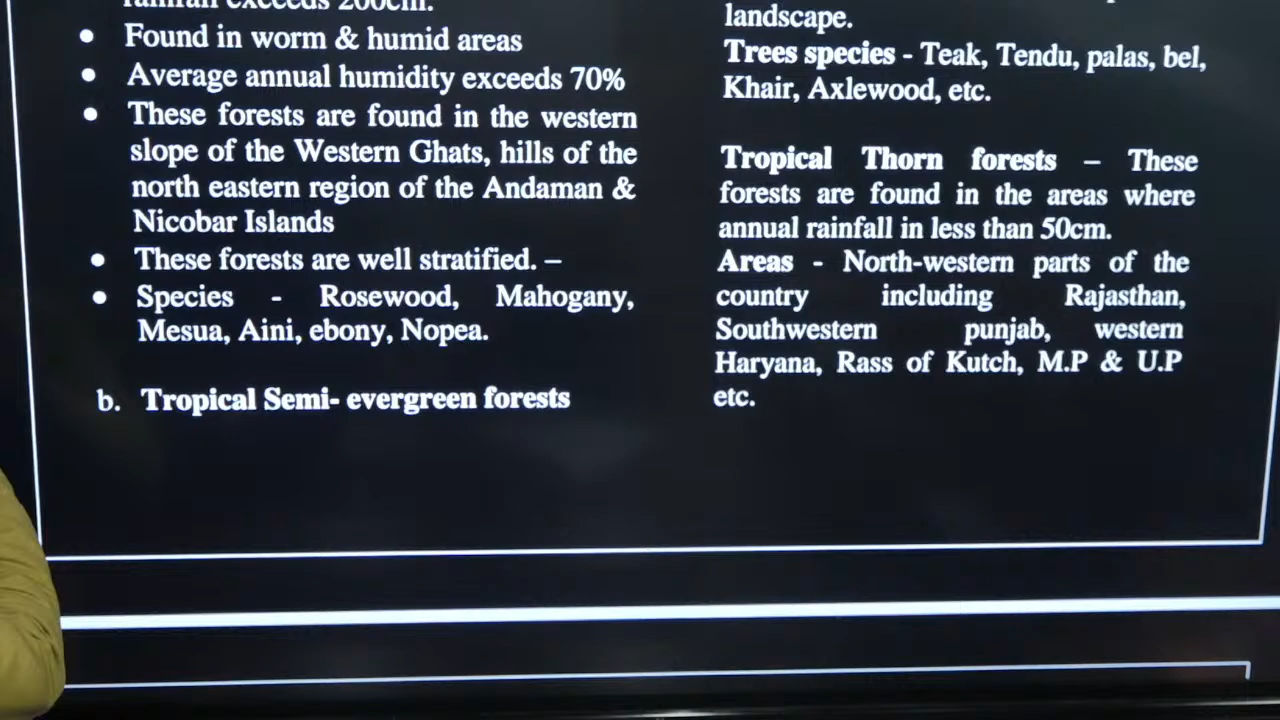 rainfall exceeds 200cm.
• Found in worm & humid areas
• Average annual humidity exceeds 70%
• These forests are found in the western
slope of the Western Ghats, hills of the
north eastern region of the Andaman &
Nicobar Islands
• These forests are well stratified. –
• Species - Rosewood, Mahogany,
Mesua, Aini, ebony, Nopea.
b. Tropical Semi- evergreen forests
landscape.
Trees species - Teak, Tendu, palas, bel,
Khair, Axlewood, etc.
Tropical Thorn forests – These
forests are found in the areas where
annual rainfall in less than 50cm.
Areas - North-western parts of the
country including Rajasthan,
Southwestern punjab, western
Haryana, Rass of Kutch, M.P & U.P
etc.